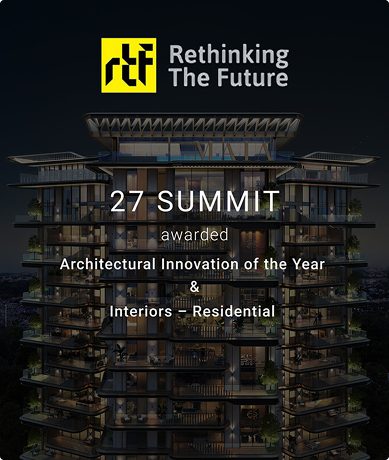 rtf
Rethinking
The Future
27 SUMMIT
awarded
Architectural Innovation of the Year
&
Interiors – Residential